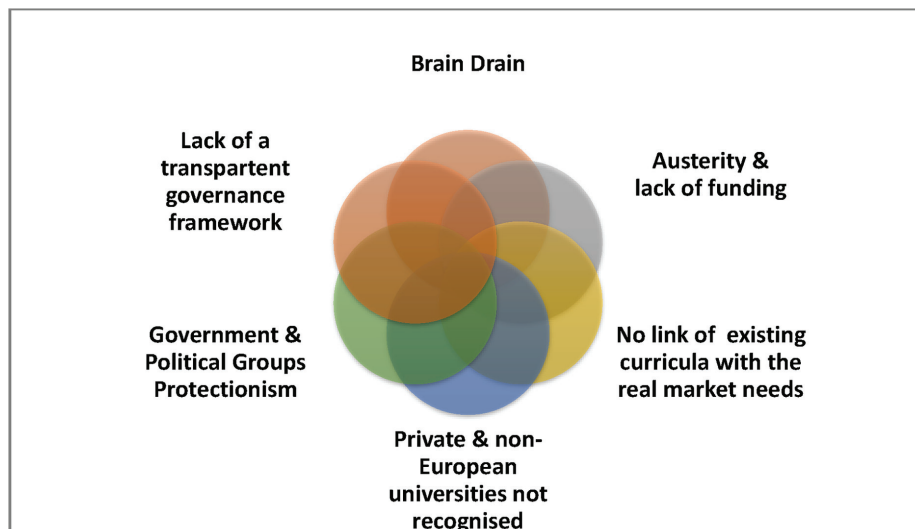 Brain Drain
Lack of a
transpartent
governance
framework
Austerity &
lack of funding
Government &
Political Groups
Protectionism
No link of existing
curricula with the
real market needs
Private & non-
European
universities not
recognised